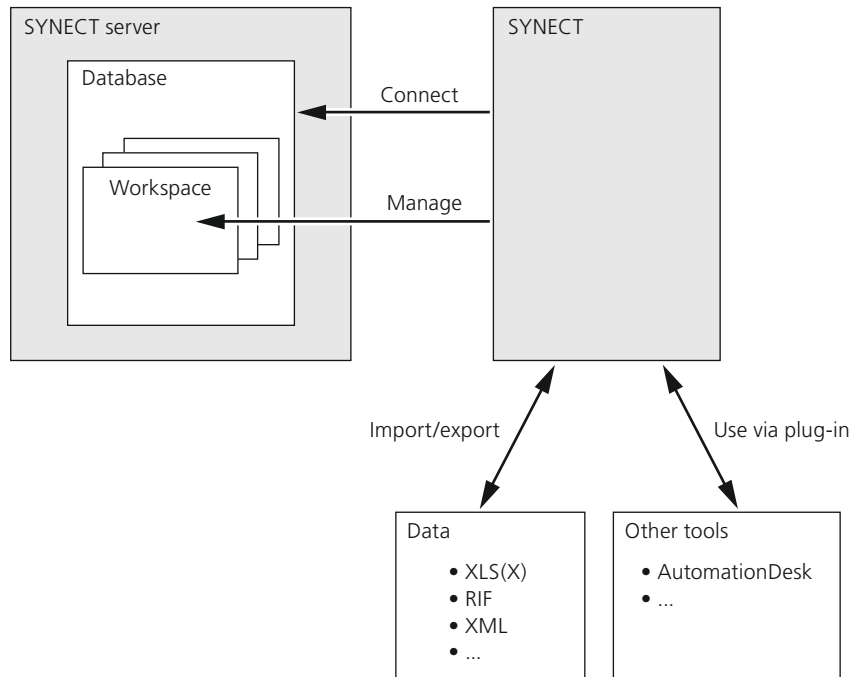 SYNECT server
SYNECT
Database
Connect
Workspace
Manage
Import/export
Use via plug-in
Data
• XLS(X)
• RIF
• XML
• ...
Other tools
• AutomationDesk
• ...